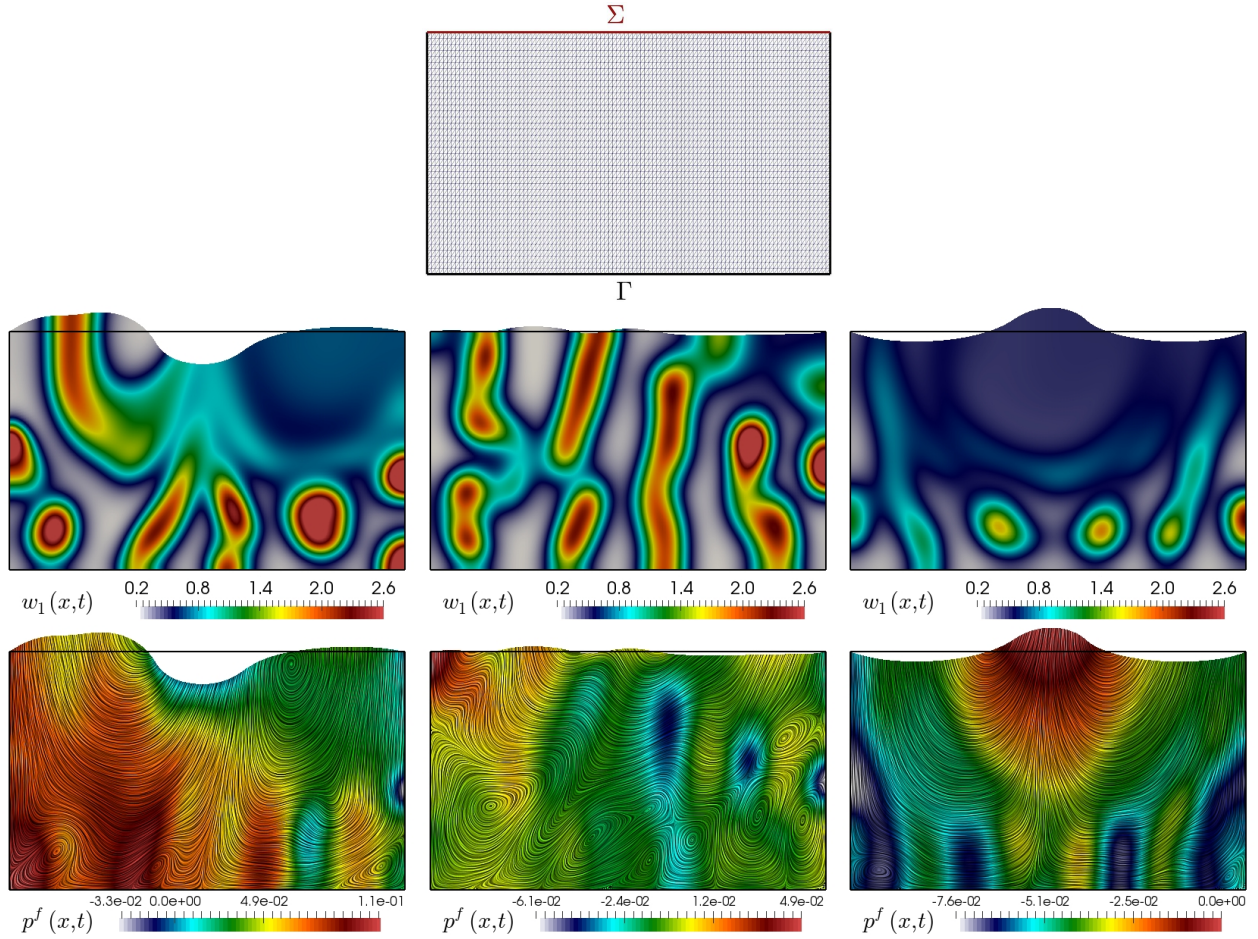 Σ
Γ
0.2 0.8 1.4 2.0 2.6
w₁(x,t)
0.2 0.8 1.4 2.0 2.6
w₁(x,t)
0.2 0.8 1.4 2.0 2.6
w₁(x,t)
-3.3e-02 0.00e+00 4.9e-02 1.1e-01
pᶠ(x,t)
-6.1e-02 -2.4e-02 1.2e-02 4.9e-02
pᶠ(x,t)
-7.6e-02 -5.1e-02 -2.5e-02 0.0e+00
pᶠ(x,t)